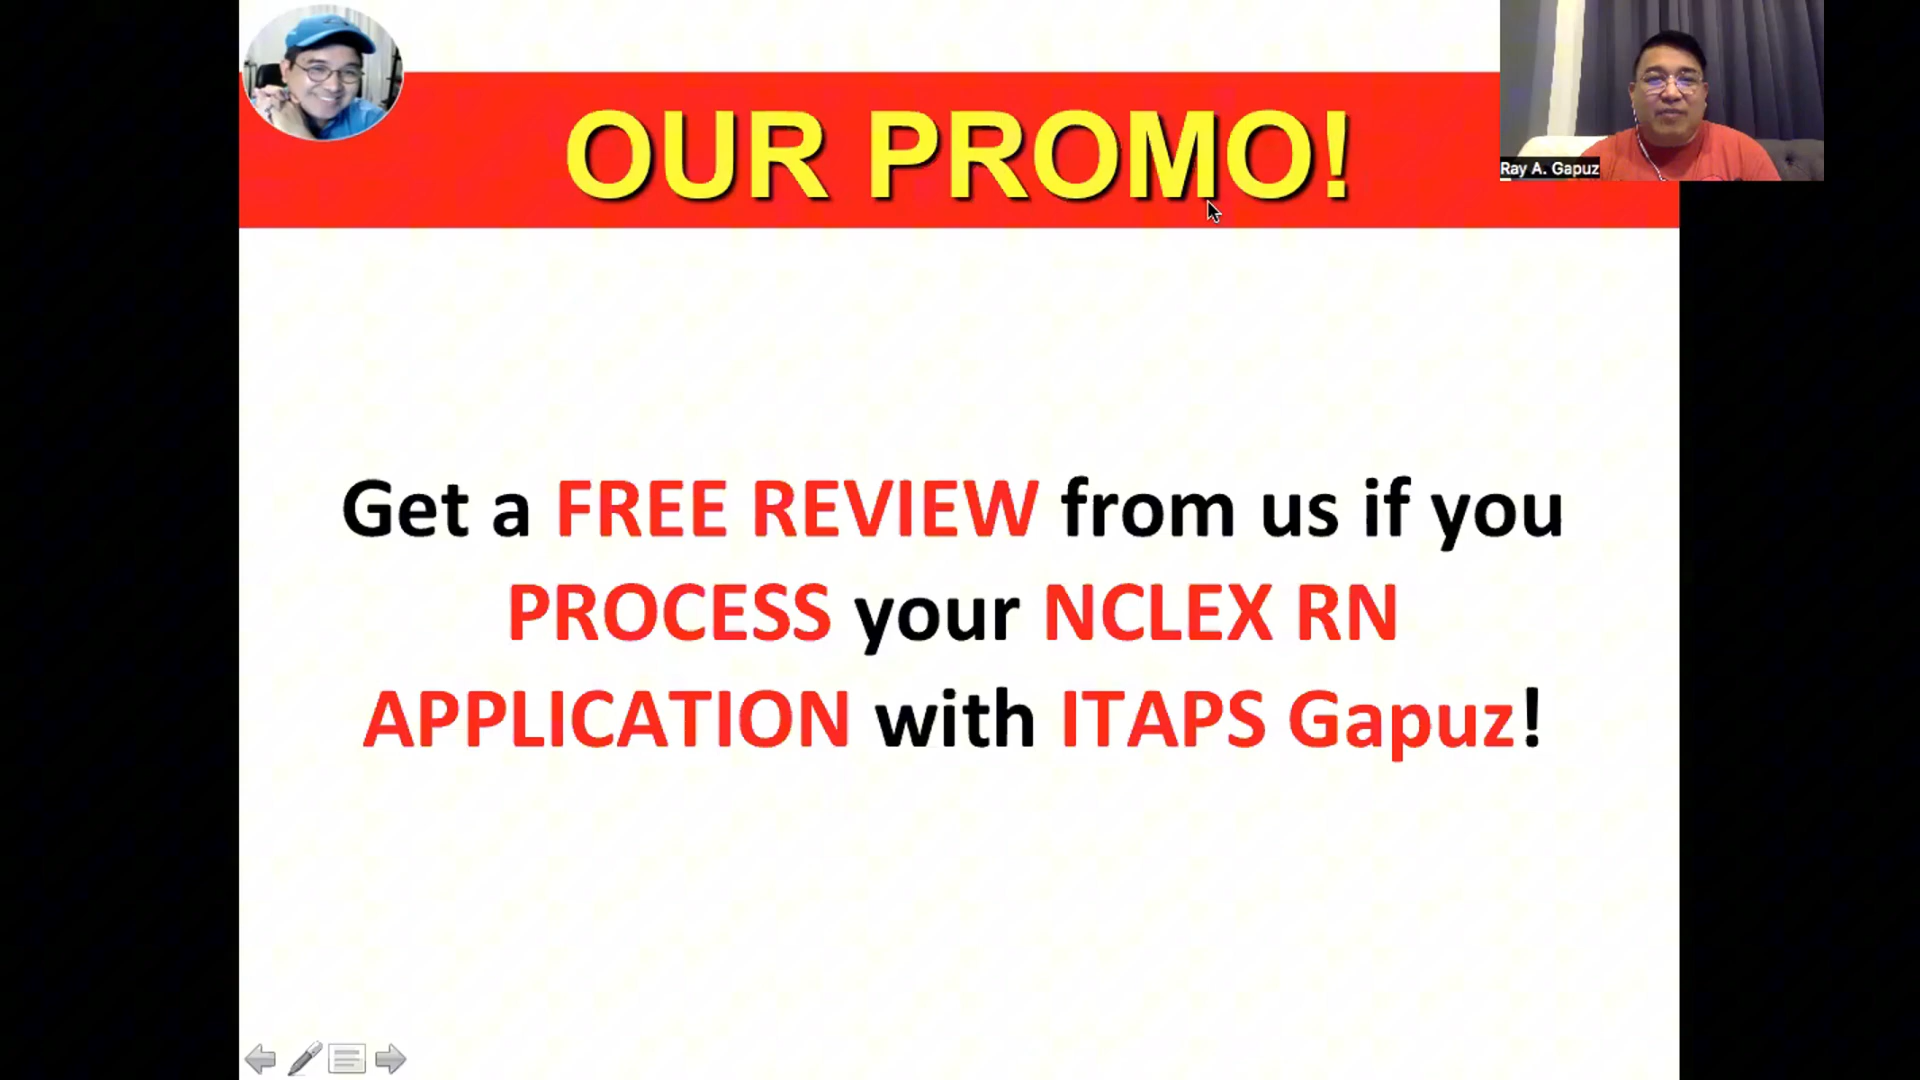 OUR PROMO!
Ray A. Gapuz
Get a FREE REVIEW from us if you
PROCESS your NCLEX RN
APPLICATION with ITAPS Gapuz!